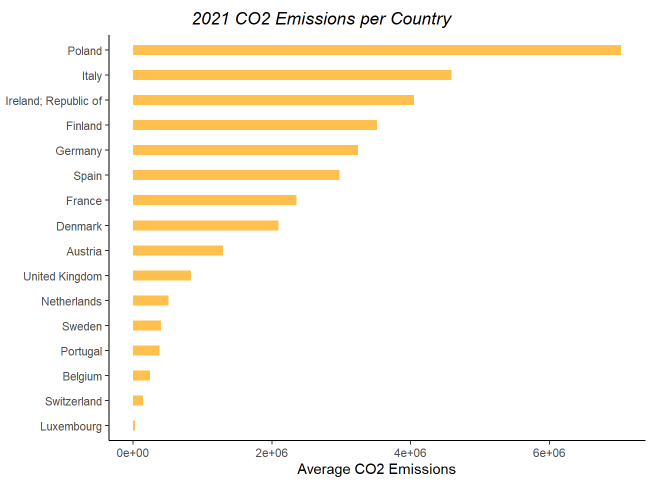 2021 CO2 Emissions per Country
Poland
Italy
Ireland; Republic of
Finland
Germany
Spain
France
Denmark
Austria
United Kingdom
Netherlands
Sweden
Portugal
Belgium
Switzerland
Luxembourg
0e+00 2e+06 4e+06 6e+06
Average CO2 Emissions